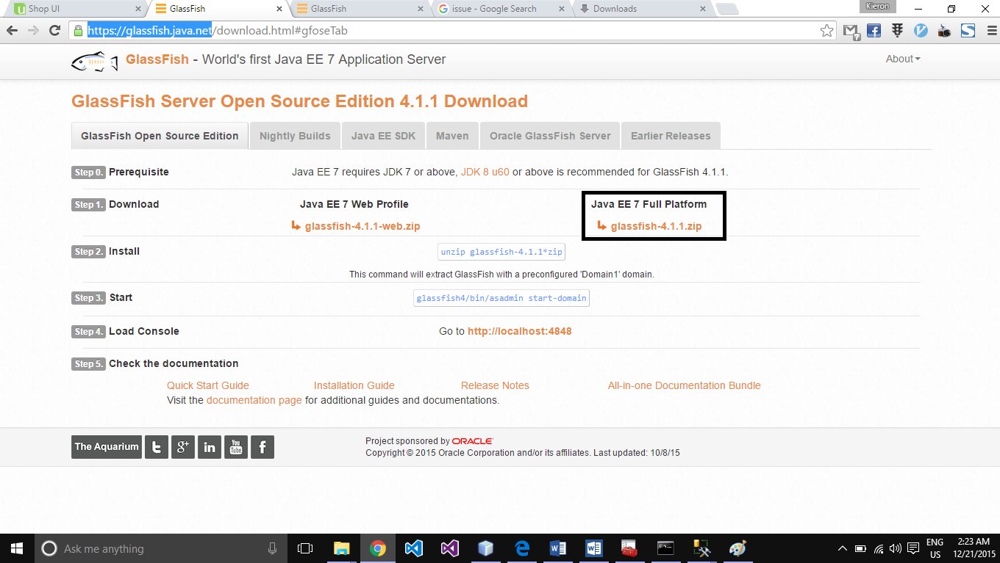 Shop UI
GlassFish
GlassFish
issue - Google Search
Downloads
Kieron
https://glassfish.java.net/download.html#gfoseTab
GlassFish - World's first Java EE 7 Application Server
About
GlassFish Server Open Source Edition 4.1.1 Download
GlassFish Open Source Edition
Nightly Builds
Java EE SDK
Maven
Oracle GlassFish Server
Earlier Releases
Step 0. Prerequisite
Java EE 7 requires JDK 7 or above, JDK 8 u60 or above is recommended for GlassFish 4.1.1.
Step 1. Download
Java EE 7 Web Profile
Java EE 7 Full Platform
glassfish-4.1.1-web.zip
glassfish-4.1.1.zip
Step 2. Install
unzip glassfish-4.1.1*zip
This command will extract GlassFish with a preconfigured 'Domain1' domain.
Step 3. Start
glassfish4/bin/asadmin start-domain
Step 4. Load Console
Go to http://localhost:4848
Step 5. Check the documentation
Quick Start Guide
Installation Guide
Release Notes
All-in-one Documentation Bundle
Visit the documentation page for additional guides and documentations.
The Aquarium
You
Tube
Project sponsored by ORACLE
Copyright © 2015 Oracle Corporation and/or its affiliates. Last updated: 10/8/15
Ask me anything
ENG
US
2:23 AM
12/21/2015